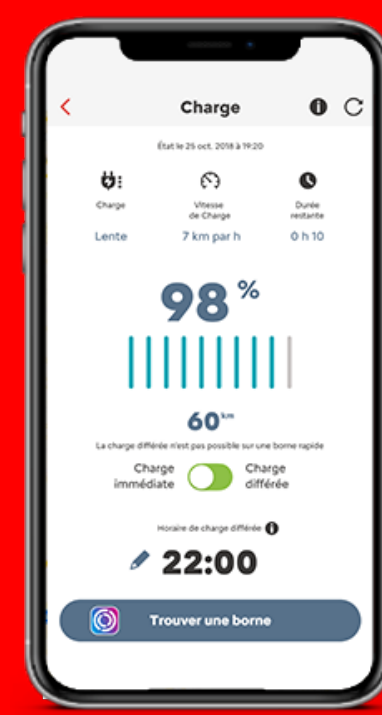 Charge
État le 25 oct. 2018 à 19:20
Charge
Vitesse
de Charge
Durée
restante
Lente
7 km par h
0 h 10
98 %
60 km
La charge différée n'est pas possible sur une borne rapide
Charge
immédiate
Charge
différée
Horaire de charge différée
22:00
Trouver une borne